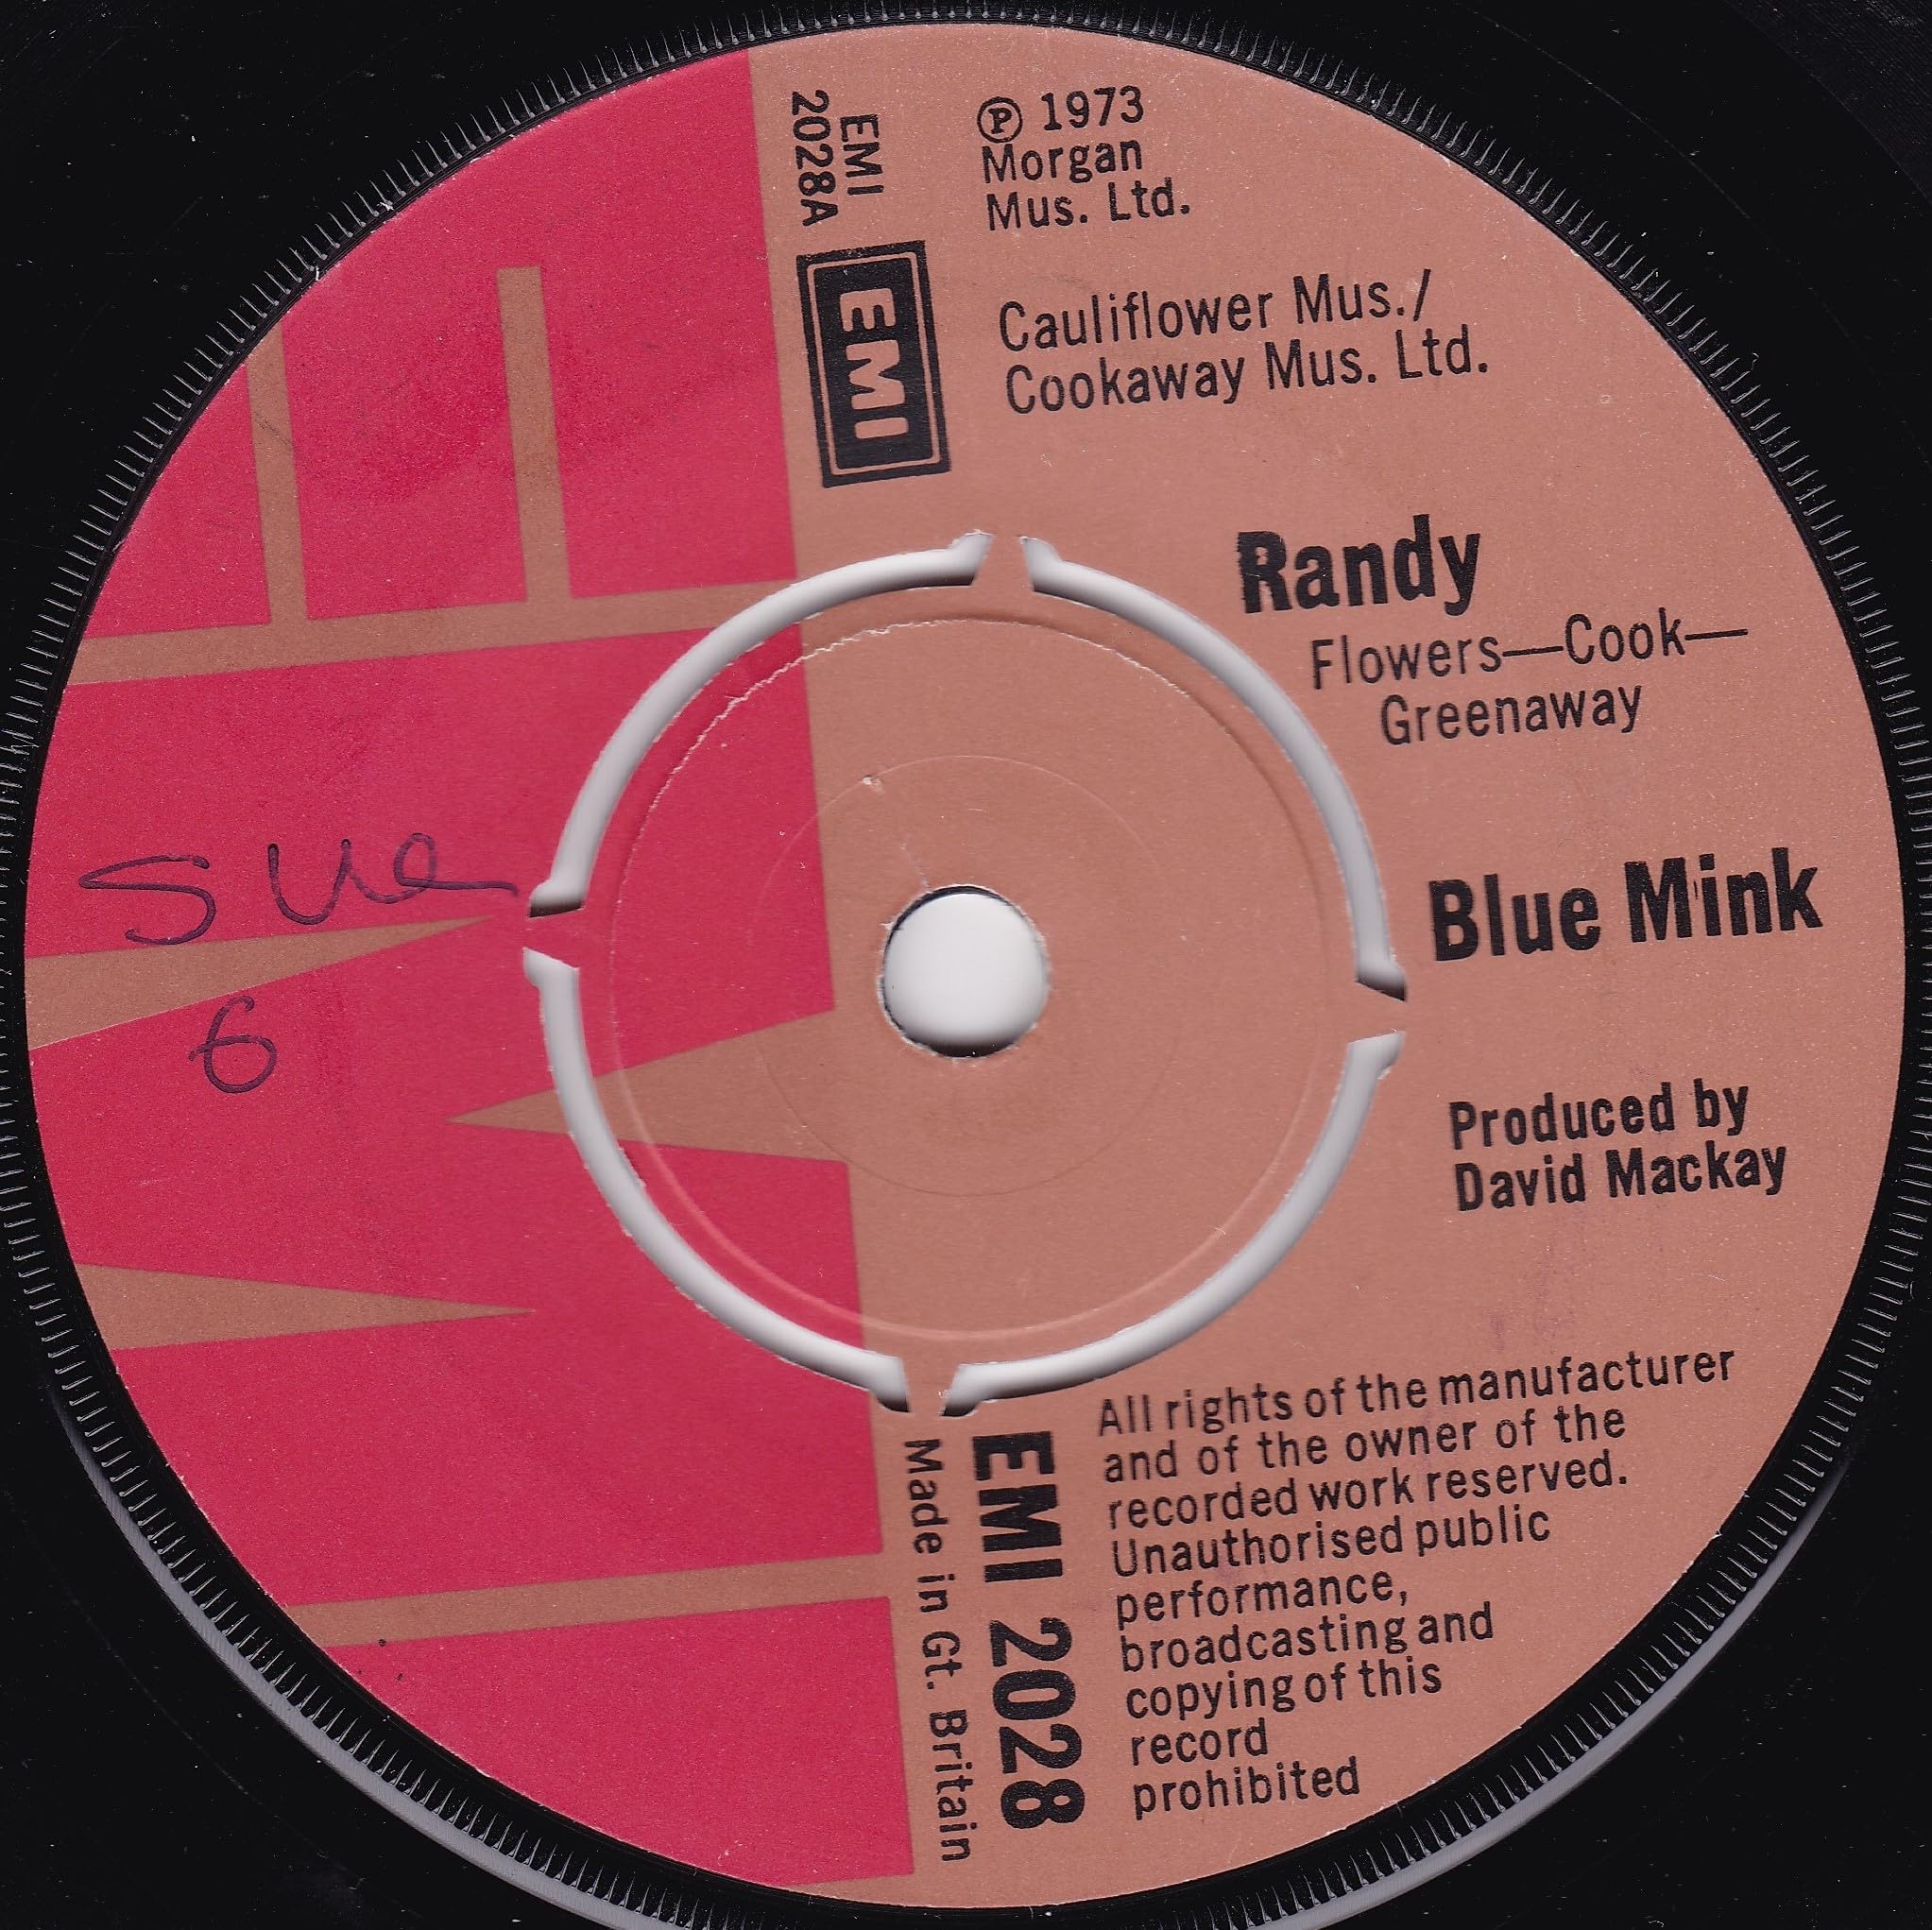 EMI
2028A
EMI
℗ 1973
Morgan
Mus. Ltd.
Cauliflower Mus./
Cookaway Mus. Ltd.
Randy
Flowers—Cook—
Greenaway
Blue Mink
Produced by
David Mackay
Sue
6
All rights of the manufacturer
and of the owner of the
recorded work reserved.
Unauthorised public
performance,
broadcasting and
copying of this
record
prohibited
EMI 2028
Made in Gt. Britain